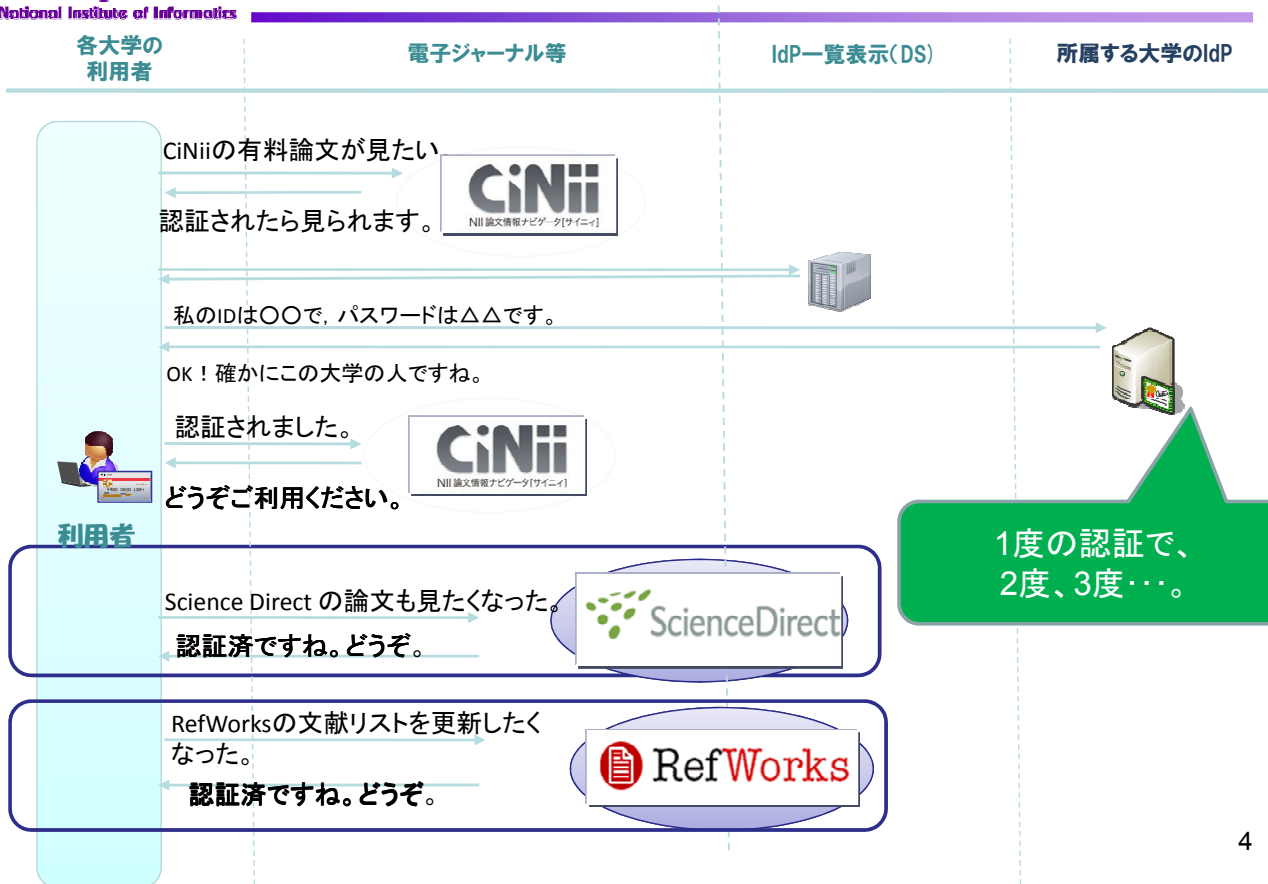 National Institute of Informatics
各大学の
利用者
電子ジャーナル等
IdP一覧表示(DS)
所属する大学のIdP
CiNiiの有料論文が見たい
CiNii
NII 論文情報ナビゲータ[サイニィ]
認証されたら見られます。
私のIDは〇〇で, パスワードは△△です。
OK！確かにこの大学の人ですね。
認証されました。
CiNii
NII 論文情報ナビゲータ[サイニィ]
どうぞご利用ください。
利用者
1度の認証で、
2度、3度・・・。
Science Direct の論文も見たくなった。
ScienceDirect
認証済ですね。どうぞ。
RefWorksの文献リストを更新したく
なった。
RefWorks
認証済ですね。どうぞ。
4